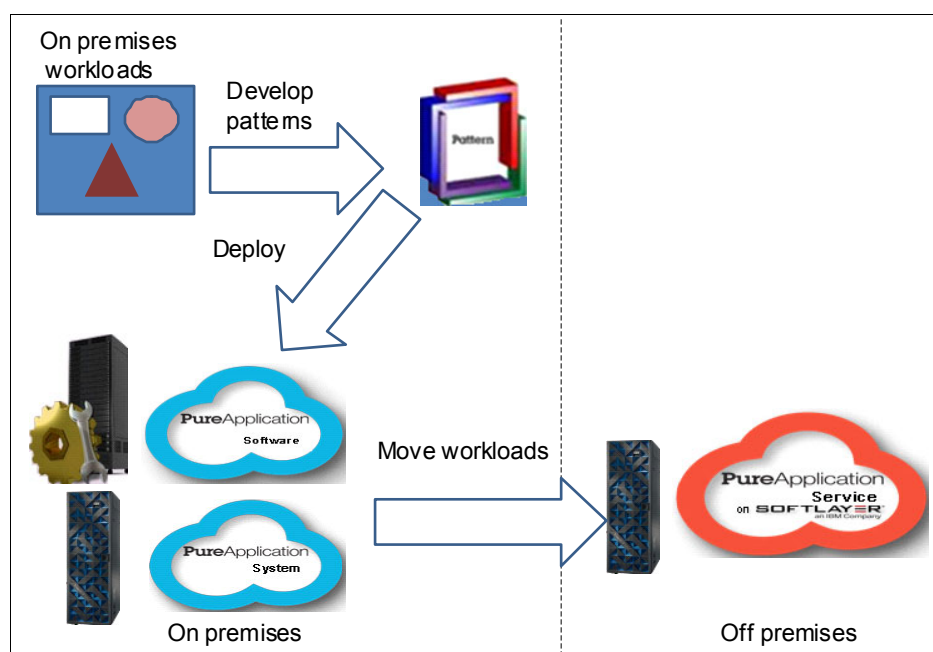 On premises
workloads
Develop
patterns
Pattern
Deploy
PureApplication
Software
Move workloads
PureApplication
Service
on SOFTLAYER
an IBM Company
PureApplication
System
On premises
Off premises